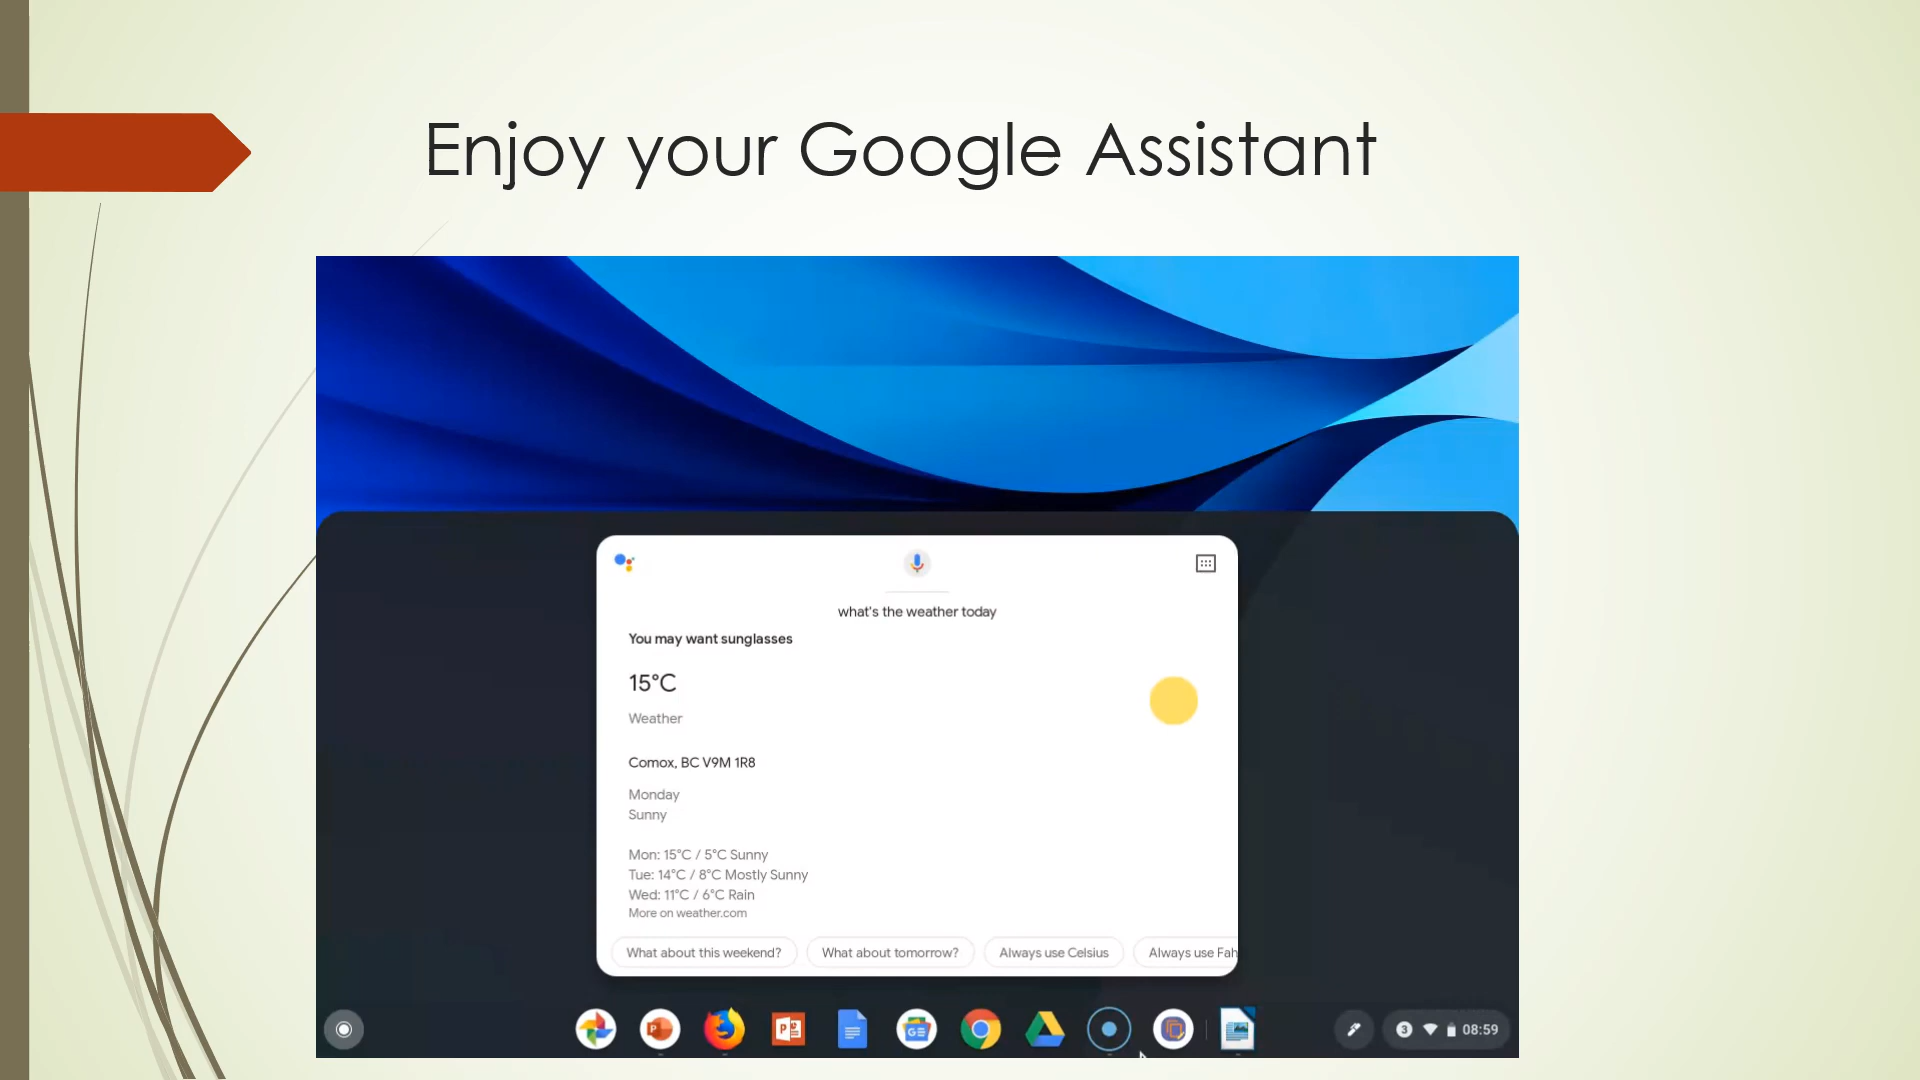 Enjoy your Google Assistant
what's the weather today
You may want sunglasses
15°C
Weather
Comox, BC V9M 1R8
Monday
Sunny
Mon: 15°C / 5°C Sunny
Tue: 14°C / 8°C Mostly Sunny
Wed: 11°C / 6°C Rain
More on weather.com
What about this weekend? What about tomorrow? Always use Celsius Always use Fah
P P GE 3 08:59